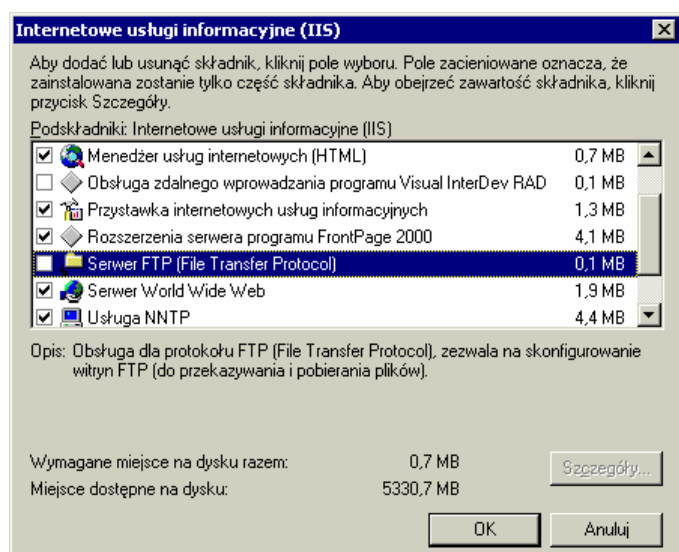 Internetowe usługi informacyjne (IIS)
Aby dodać lub usunąć składnik, kliknij pole wyboru. Pole zacieniowane oznacza, że
zainstalowana zostanie tylko część składnika. Aby obejrzeć zawartość składnika, kliknij
przycisk Szczegóły.
Podskładniki: Internetowe usługi informacyjne (IIS)
Menedżer usług internetowych (HTML) 0,7 MB
Obsługa zdalnego wprowadzania programu Visual InterDev RAD 0,1 MB
Przystawka internetowych usług informacyjnych 1,3 MB
Rozszerzenia serwera programu FrontPage 2000 4,1 MB
Serwer FTP (File Transfer Protocol) 0,1 MB
Serwer World Wide Web 1,9 MB
Usługa NNTP 4,4 MB
Opis: Obsługa dla protokołu FTP (File Transfer Protocol), zezwala na skonfigurowanie
witryn FTP (do przekazywania i pobierania plików).
Wymagane miejsce na dysku razem: 0,7 MB
Szczegóły...
Miejsce dostępne na dysku: 5330,7 MB
OK Anuluj